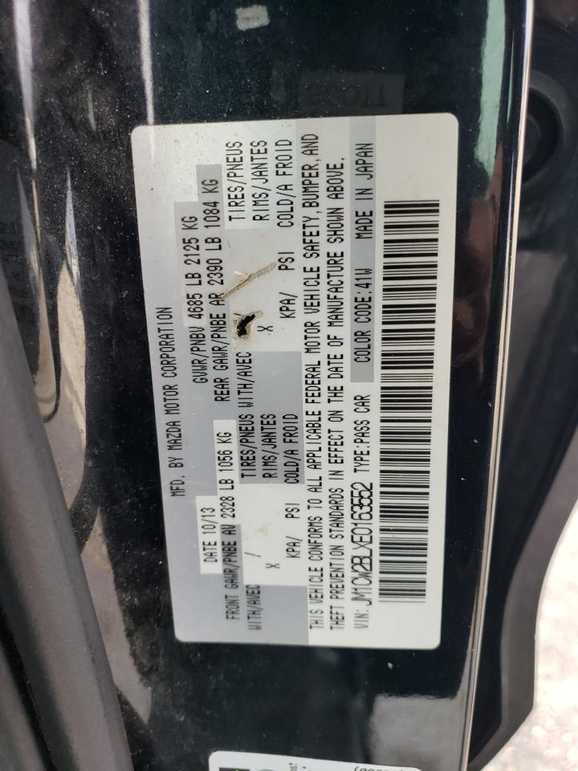 MFD. BY MAZDA MOTOR CORPORATION
DATE 10/13 GVWR/PNBV 4685 LB 2125 KG
FRONT GAWR/PNBE AV 2328 LB 1056 KG REAR GAWR/PNBE AR 2390 LB 1084 KG
WITH/AVEC / TIRES/PNEUS WITH/AVEC / TIRES/PNEUS
X RIMS/JANTES X RIMS/JANTES
KPA/ PSI COLD/A FROID KPA/ PSI COLD/A FROID
THIS VEHICLE CONFORMS TO ALL APPLICABLE FEDERAL MOTOR VEHICLE SAFETY, BUMPER, AND
THEFT PREVENTION STANDARDS IN EFFECT ON THE DATE OF MANUFACTURE SHOWN ABOVE.
VIN: JM1CW2BLXE0163552 TYPE:PASS CAR COLOR CODE:41W MADE IN JAPAN